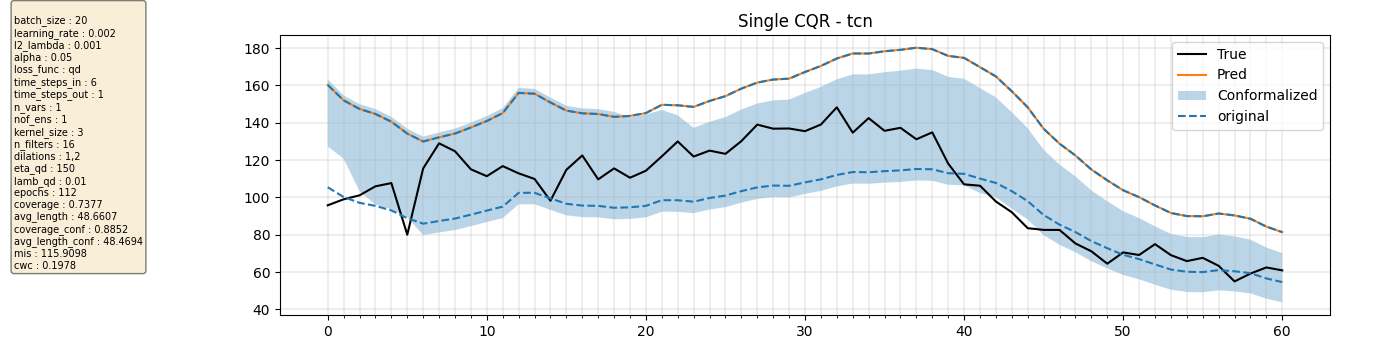 batch_size : 20
learning_rate : 0.002
l2_lambda : 0.001
alpha : 0.05
loss_func : qd
time_steps_in : 6
time_steps_out : 1
n_vars : 1
nof_ens : 1
kernel_size : 3
n_filters : 16
dilations : 1,2
eta_qd : 150
lamb_qd : 0.01
epochs : 112
coverage : 0.7377
avg_length : 48.6607
coverage_conf : 0.8852
avg_length_conf : 48.4694
mis : 115.9098
cwc : 0.1978
Single CQR - tcn
180
160
140
120
100
80
60
40
0 10 20 30 40 50 60
True
Pred
Conformalized
original